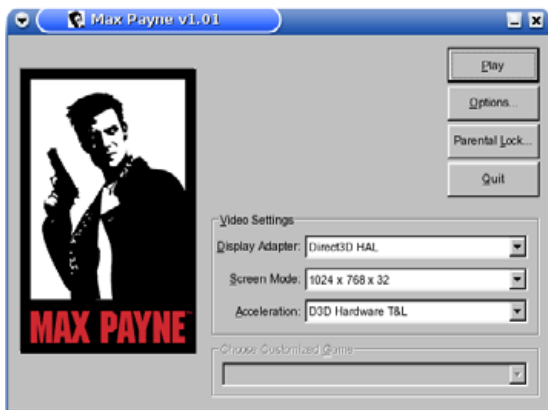 Max Payne v1.01
Play
Options...
Parental Lock...
Quit
MAX PAYNE
Video Settings
Display Adapter: Direct3D HAL
Screen Mode: 1024 x 768 x 32
Acceleration: D3D Hardware T&L
Choose Customized Game